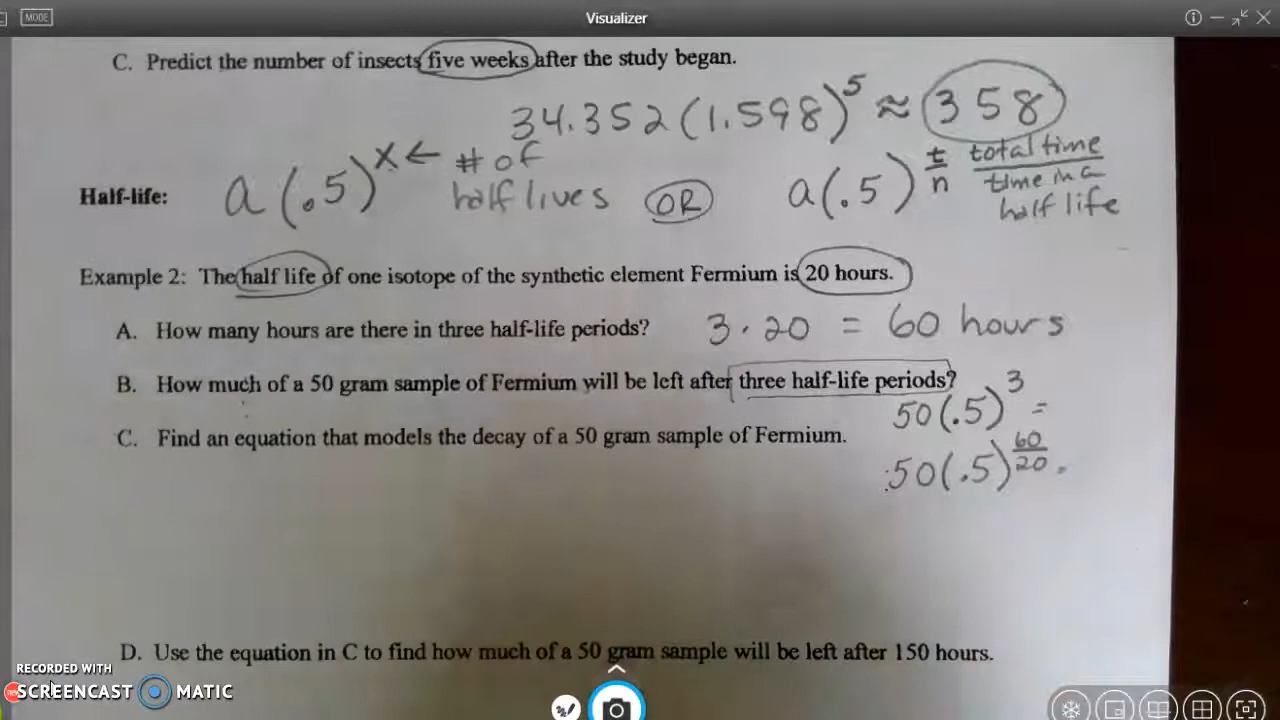 MODE
Visualizer
C. Predict the number of insects five weeks after the study began.
34.352(1.598)^5 ≈ 358
Half-life: a(.5)^x ← # of half lives OR a(.5)^(t/n) total time / time in a half life
Example 2: The half life of one isotope of the synthetic element Fermium is 20 hours.
A. How many hours are there in three half-life periods? 3 · 20 = 60 hours
B. How much of a 50 gram sample of Fermium will be left after three half-life periods?
50(.5)^3 =
C. Find an equation that models the decay of a 50 gram sample of Fermium.
50(.5)^(60/20) =
D. Use the equation in C to find how much of a 50 gram sample will be left after 150 hours.
RECORDED WITH
SCREENCAST MATIC